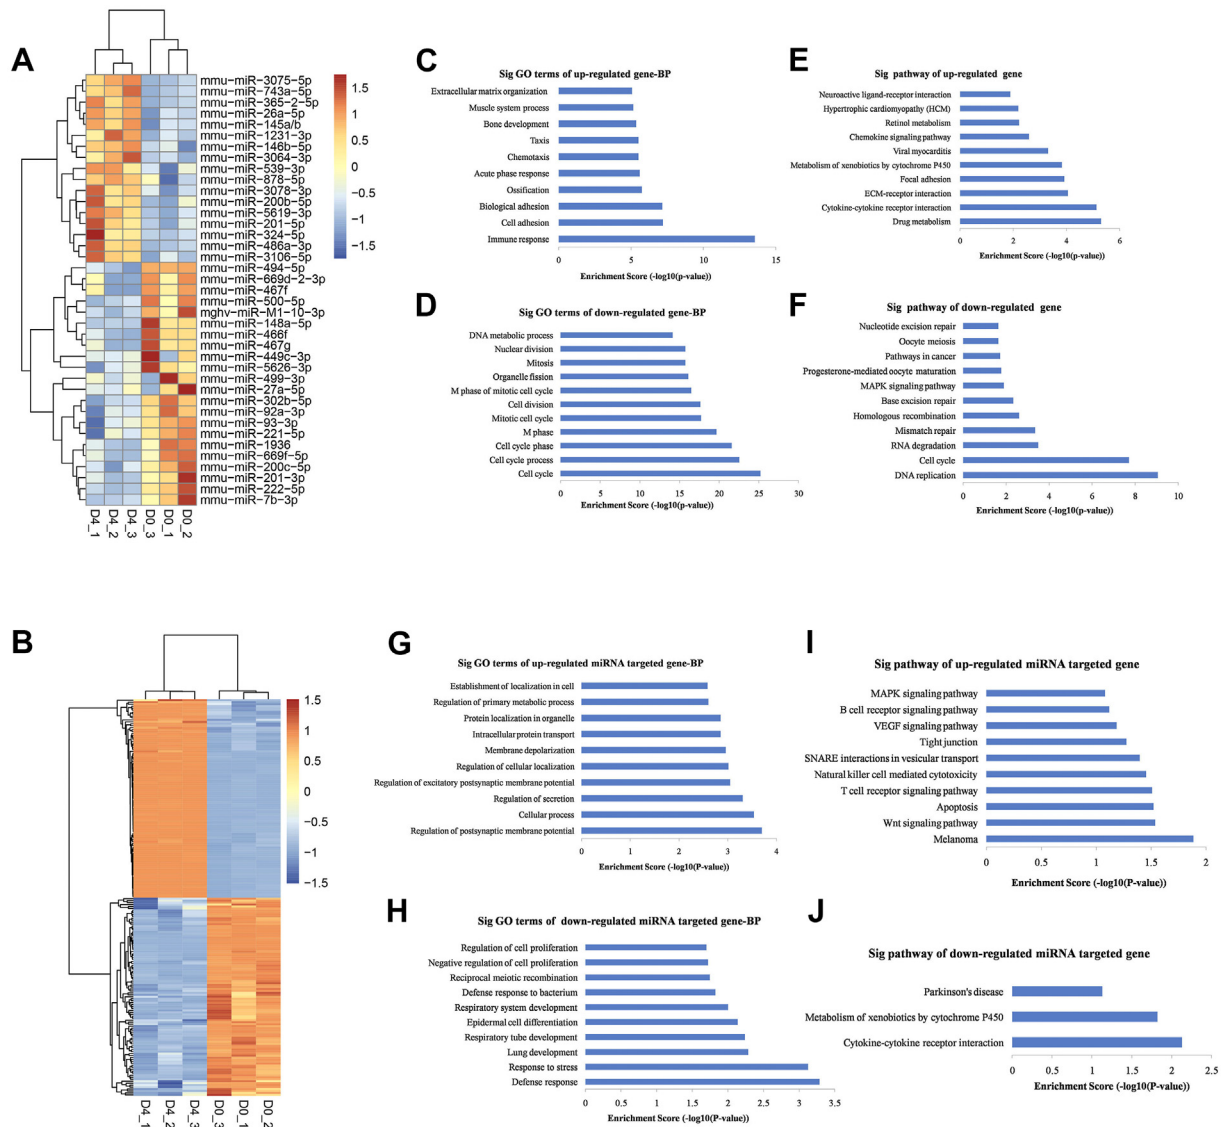 A
mmu-miR-3075-5p
mmu-miR-743a-5p
mmu-miR-365-2-5p
mmu-miR-26a-5p
mmu-miR-145a/b
mmu-miR-1231-3p
mmu-miR-146b-5p
mmu-miR-3064-3p
mmu-miR-539-3p
mmu-miR-878-5p
mmu-miR-3078-3p
mmu-miR-200b-5p
mmu-miR-5619-3p
mmu-miR-201-5p
mmu-miR-324-5p
mmu-miR-486a-3p
mmu-miR-3106-5p
mmu-miR-494-5p
mmu-miR-669d-2-3p
mmu-miR-467f
mmu-miR-500-5p
mghv-miR-M1-10-3p
mmu-miR-148a-5p
mmu-miR-466f
mmu-miR-467g
mmu-miR-449c-3p
mmu-miR-5626-3p
mmu-miR-499-3p
mmu-miR-27a-5p
mmu-miR-302b-5p
mmu-miR-92a-3p
mmu-miR-93-3p
mmu-miR-221-5p
mmu-miR-1936
mmu-miR-669f-5p
mmu-miR-200c-5p
mmu-miR-201-3p
mmu-miR-222-5p
mmu-miR-7b-3p
D4_1 D4_2 D4_3 D0_3 D0_1 D0_2
1.5
1
0.5
0
-0.5
-1
-1.5
C
Sig GO terms of up-regulated gene-BP
Extracellular matrix organization
Muscle system process
Bone development
Taxis
Chemotaxis
Acute phase response
Ossification
Biological adhesion
Cell adhesion
Immune response
0 5 10 15
Enrichment Score (-log10(p-value))
E
Sig pathway of up-regulated gene
Neuroactive ligand-receptor interaction
Hypertrophic cardiomyopathy (HCM)
Retinol metabolism
Chemokine signaling pathway
Viral myocarditis
Metabolism of xenobiotics by cytochrome P450
Focal adhesion
ECM-receptor interaction
Cytokine-cytokine receptor interaction
Drug metabolism
0 2 4 6
Enrichment Score (-log10(p-value))
D
Sig GO terms of down-regulated gene-BP
DNA metabolic process
Nuclear division
Mitosis
Organelle fission
M phase of mitotic cell cycle
Cell division
Mitotic cell cycle
M phase
Cell cycle phase
Cell cycle process
Cell cycle
0 5 10 15 20 25 30
Enrichment Score (-log10(p-value))
F
Sig pathway of down-regulated gene
Nucleotide excision repair
Oocyte meiosis
Pathways in cancer
Progesterone-mediated oocyte maturation
MAPK signaling pathway
Base excision repair
Homologous recombination
Mismatch repair
RNA degradation
Cell cycle
DNA replication
0 2 4 6 8 10
Enrichment Score (-log10(p-value))
B
1.5
1
0.5
0
-0.5
-1
-1.5
D4_1 D4_2 D4_3 D0_3 D0_1 D0_2
G
Sig GO terms of up-regulated miRNA targeted gene-BP
Establishment of localization in cell
Regulation of primary metabolic process
Protein localization in organelle
Intracellular protein transport
Membrane depolarization
Regulation of cellular localization
Regulation of excitatory postsynaptic membrane potential
Regulation of secretion
Cellular process
Regulation of postsynaptic membrane potential
0 1 2 3 4
Enrichment Score (-log10(P-value))
I
Sig pathway of up-regulated miRNA targeted gene
MAPK signaling pathway
B cell receptor signaling pathway
VEGF signaling pathway
Tight junction
SNARE interactions in vesicular transport
Natural killer cell mediated cytotoxicity
T cell receptor signaling pathway
Apoptosis
Wnt signaling pathway
Melanoma
0 0.5 1 1.5 2
Enrichment Score (-log10(P-value))
H
Sig GO terms of down-regulated miRNA targeted gene-BP
Regulation of cell proliferation
Negative regulation of cell proliferation
Reciprocal meiotic recombination
Defense response to bacterium
Respiratory system development
Epidermal cell differentiation
Respiratory tube development
Lung development
Response to stress
Defense response
0 0.5 1 1.5 2 2.5 3 3.5
Enrichment Score (-log10(P-value))
J
Sig pathway of down-regulated miRNA targeted gene
Parkinson's disease
Metabolism of xenobiotics by cytochrome P450
Cytokine-cytokine receptor interaction
0 0.5 1 1.5 2 2.5
Enrichment Score (-log10(P-value))